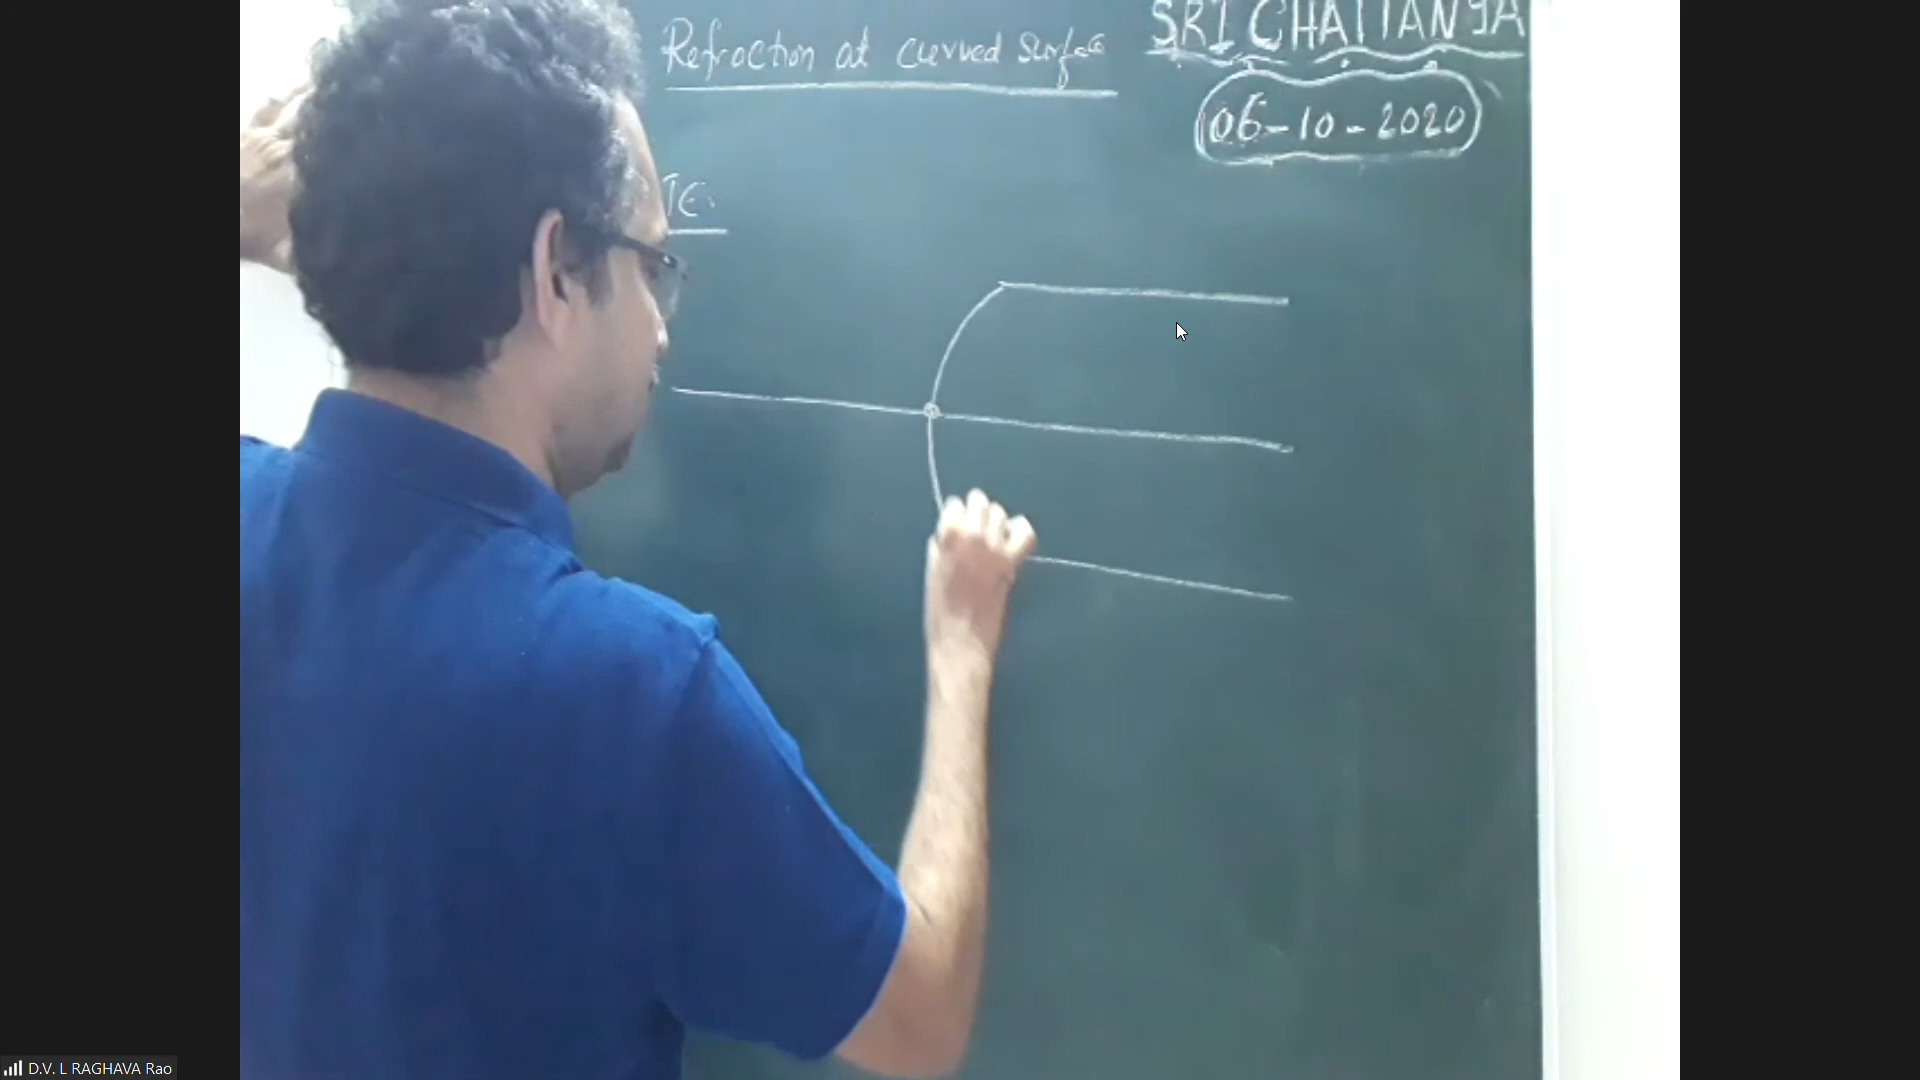 Refraction at curved surface
SRI CHAITANYA
06-10-2020
D.V. L RAGHAVA Rao